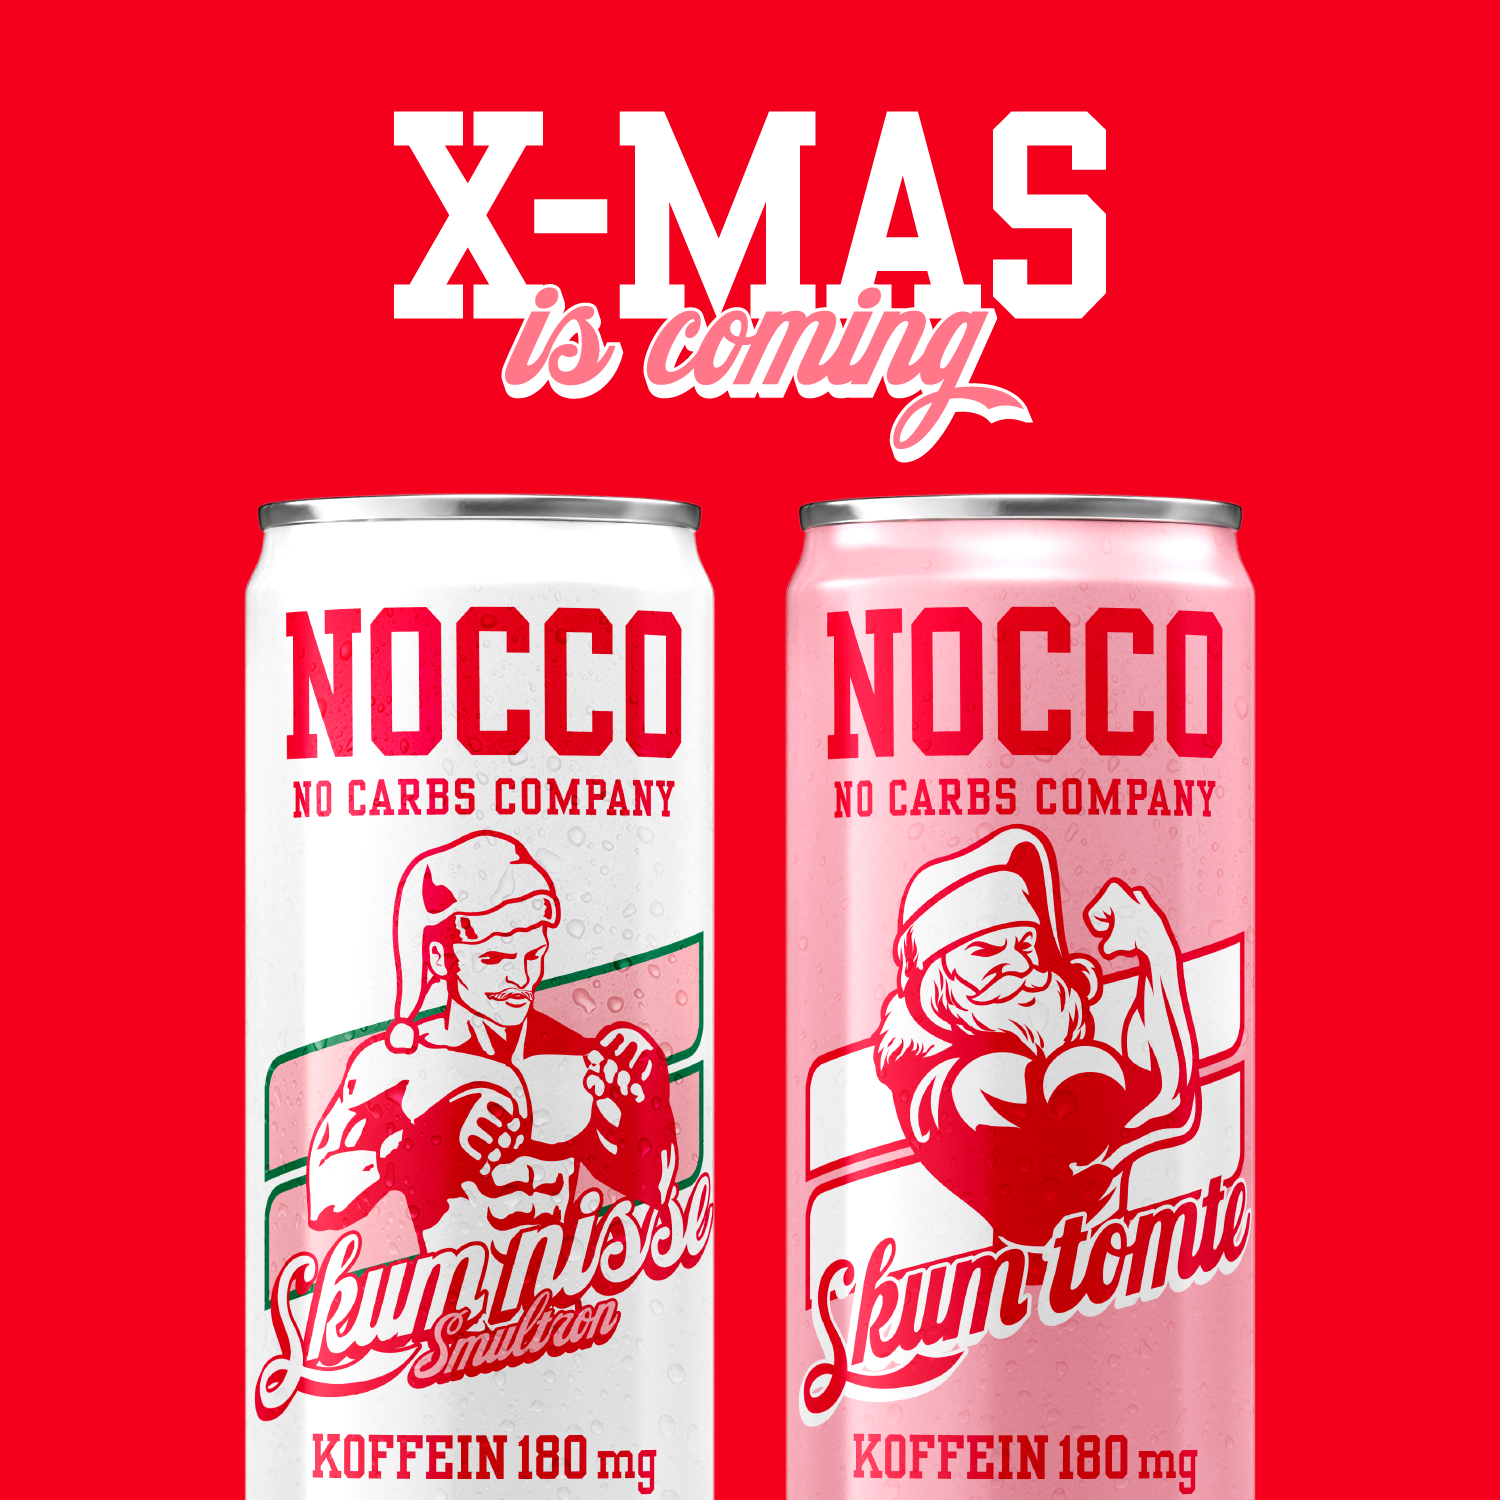 X-MAS
is coming
NOCCO
NO CARBS COMPANY
Skumnisse
Smultron
KOFFEIN 180 mg
NOCCO
NO CARBS COMPANY
Skumtomte
KOFFEIN 180 mg